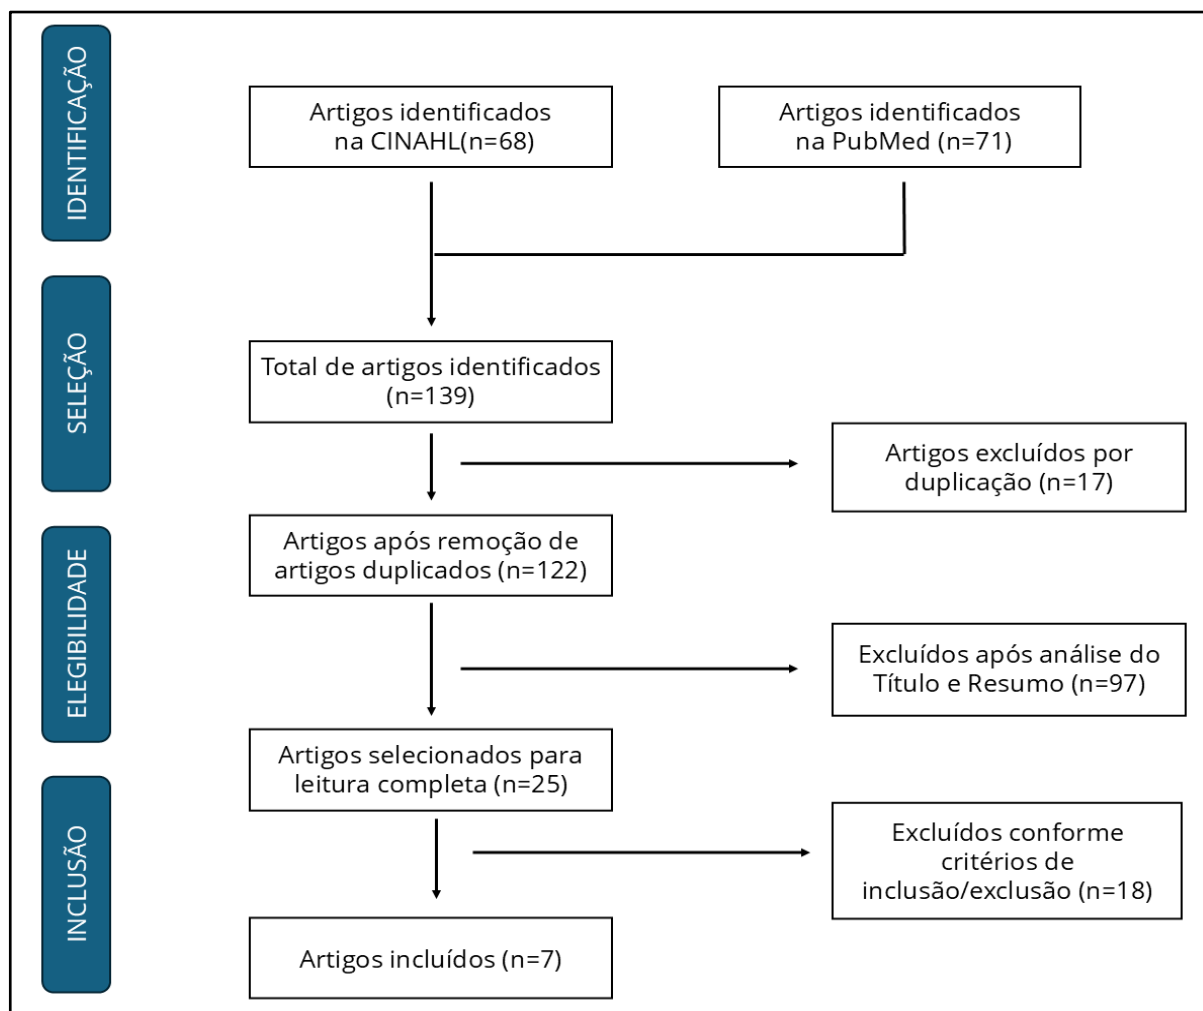 IDENTIFICAÇÃO
Artigos identificados
na CINAHL(n=68)
Artigos identificados
na PubMed (n=71)
SELEÇÃO
Total de artigos identificados
(n=139)
Artigos excluídos por
duplicação (n=17)
ELEGIBILIDADE
Artigos após remoção de
artigos duplicados (n=122)
Excluídos após análise do
Título e Resumo (n=97)
Artigos selecionados para
leitura completa (n=25)
INCLUSÃO
Excluídos conforme
critérios de
inclusão/exclusão (n=18)
Artigos incluídos (n=7)